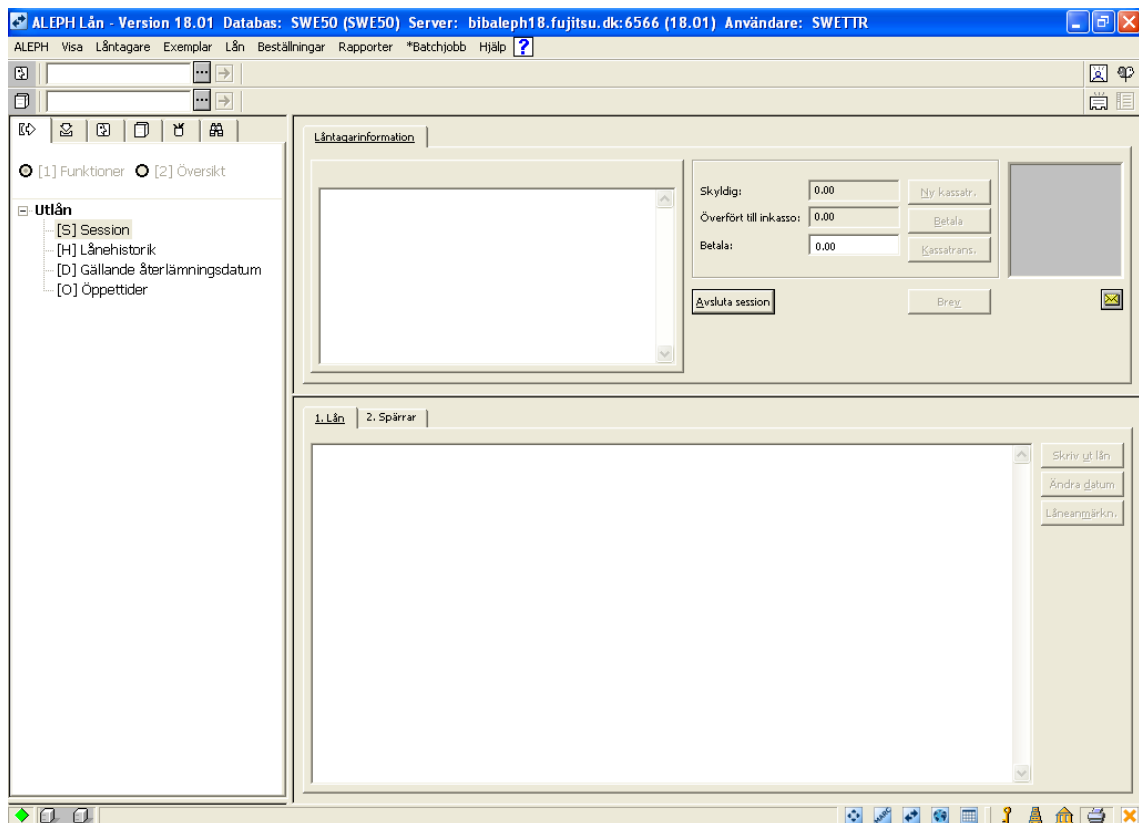 ALEPH Lån - Version 18.01 Databas: SWE50 (SWE50) Server: bibaleph18.fujitsu.dk:6566 (18.01) Användare: SWETTR
ALEPH Visa Låntagare Exemplar Lån Beställningar Rapporter *Batchjobb Hjälp ?
[1] Funktioner [2] Översikt
Utlån
[S] Session
[H] Lånehistorik
[D] Gällande återlämningsdatum
[O] Öppettider
Låntagarinformation
Skyldig: 0.00 Ny kassatr.
Överfört till inkasso: 0.00 Betala
Betala: 0.00 Kassatrans.
Avsluta session Brev
1. Lån 2. Spärrar
Skriv ut lån
Ändra datum
Låneanmärkn.